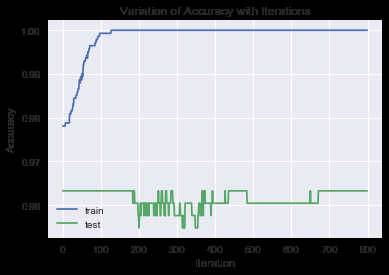 Variation of Accuracy with Iterations
1.00
0.99
0.98
0.97
0.96
Accuracy
train
test
0 100 200 300 400 500 600 700 800
Iteration